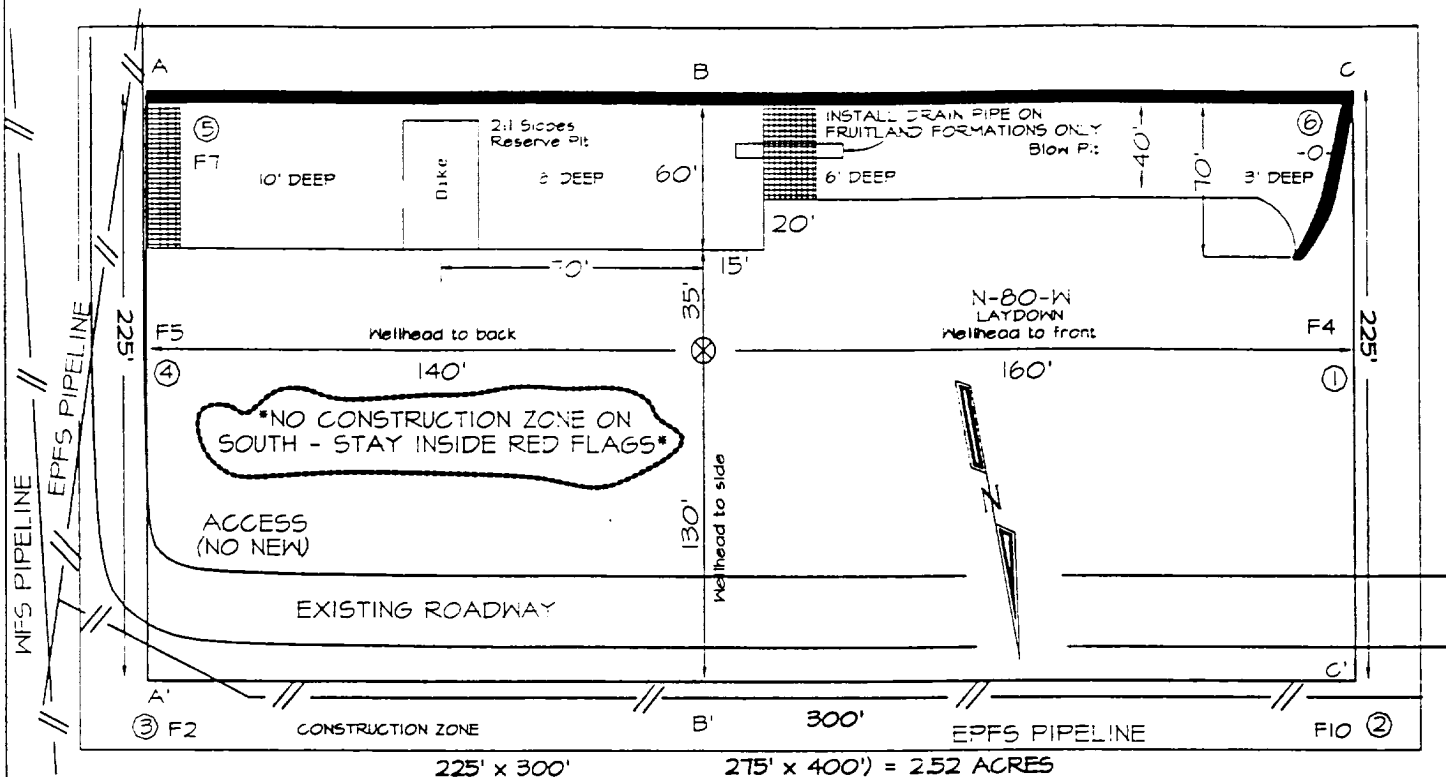 A
B
C
⑤
F7
10' DEEP
Dike
2:1 Slopes
Reserve Pit
DEEP
60'
INSTALL DRAIN PIPE ON
FRUITLAND FORMATIONS ONLY
Blow Pit
6' DEEP
40'
70'
⑥
-0-
3' DEEP
20'
15'
35'
225'
F5
④
Wellhead to back
140'
N-80-W
LAYDOWN
Wellhead to front
160'
F4
①
225'
*NO CONSTRUCTION ZONE ON
SOUTH - STAY INSIDE RED FLAGS*
130'
Wellhead to side
N
ACCESS
(NO NEW)
EXISTING ROADWAY
WFS PIPELINE
EPFS PIPELINE
A'
B'
C'
③ F2
CONSTRUCTION ZONE
300'
EPFS PIPELINE
F10 ②
225' x 300'
275' x 400') = 2.52 ACRES